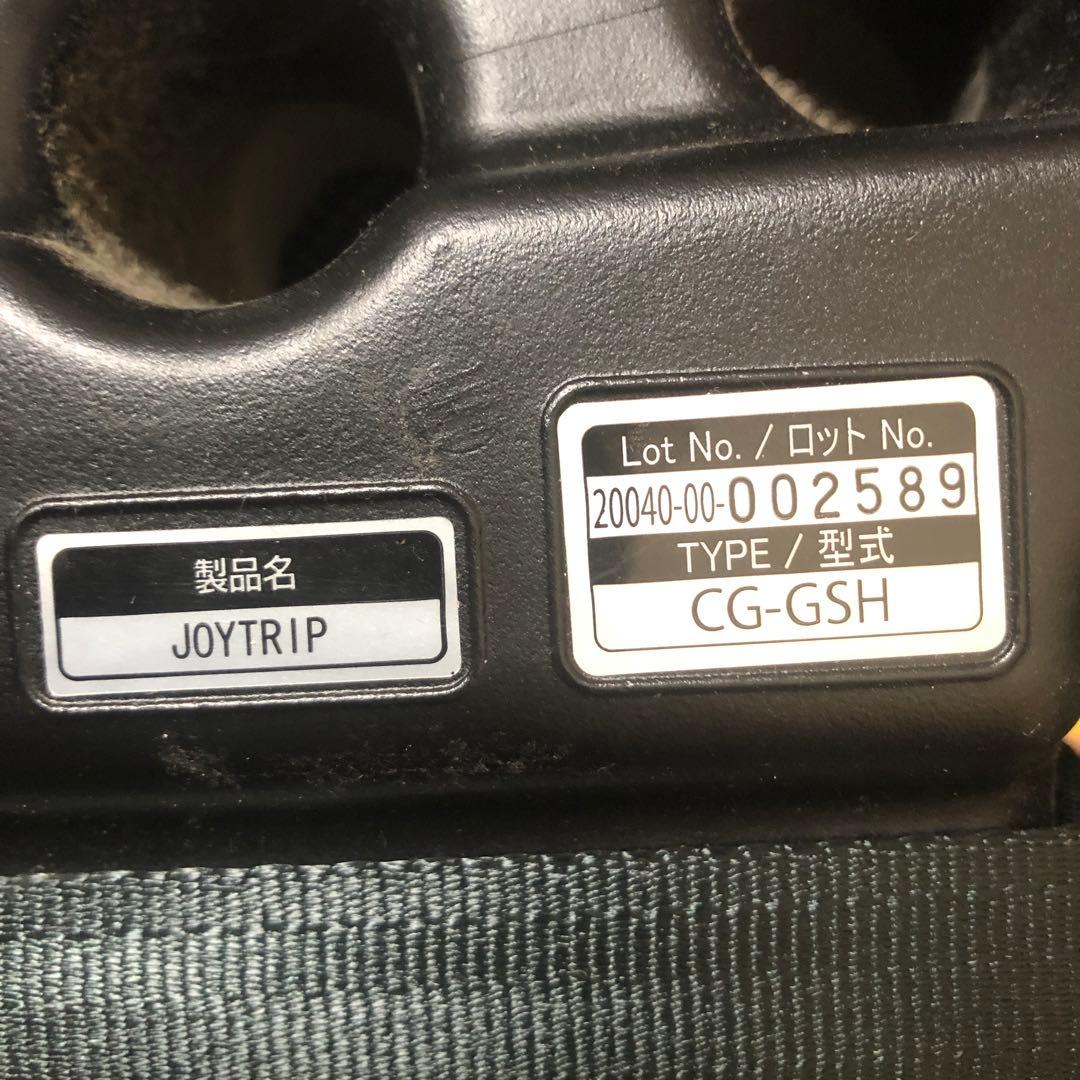 製品名
JOYTRIP
Lot No. / ロット No.
20040-00-002589
TYPE / 型式
CG-GSH